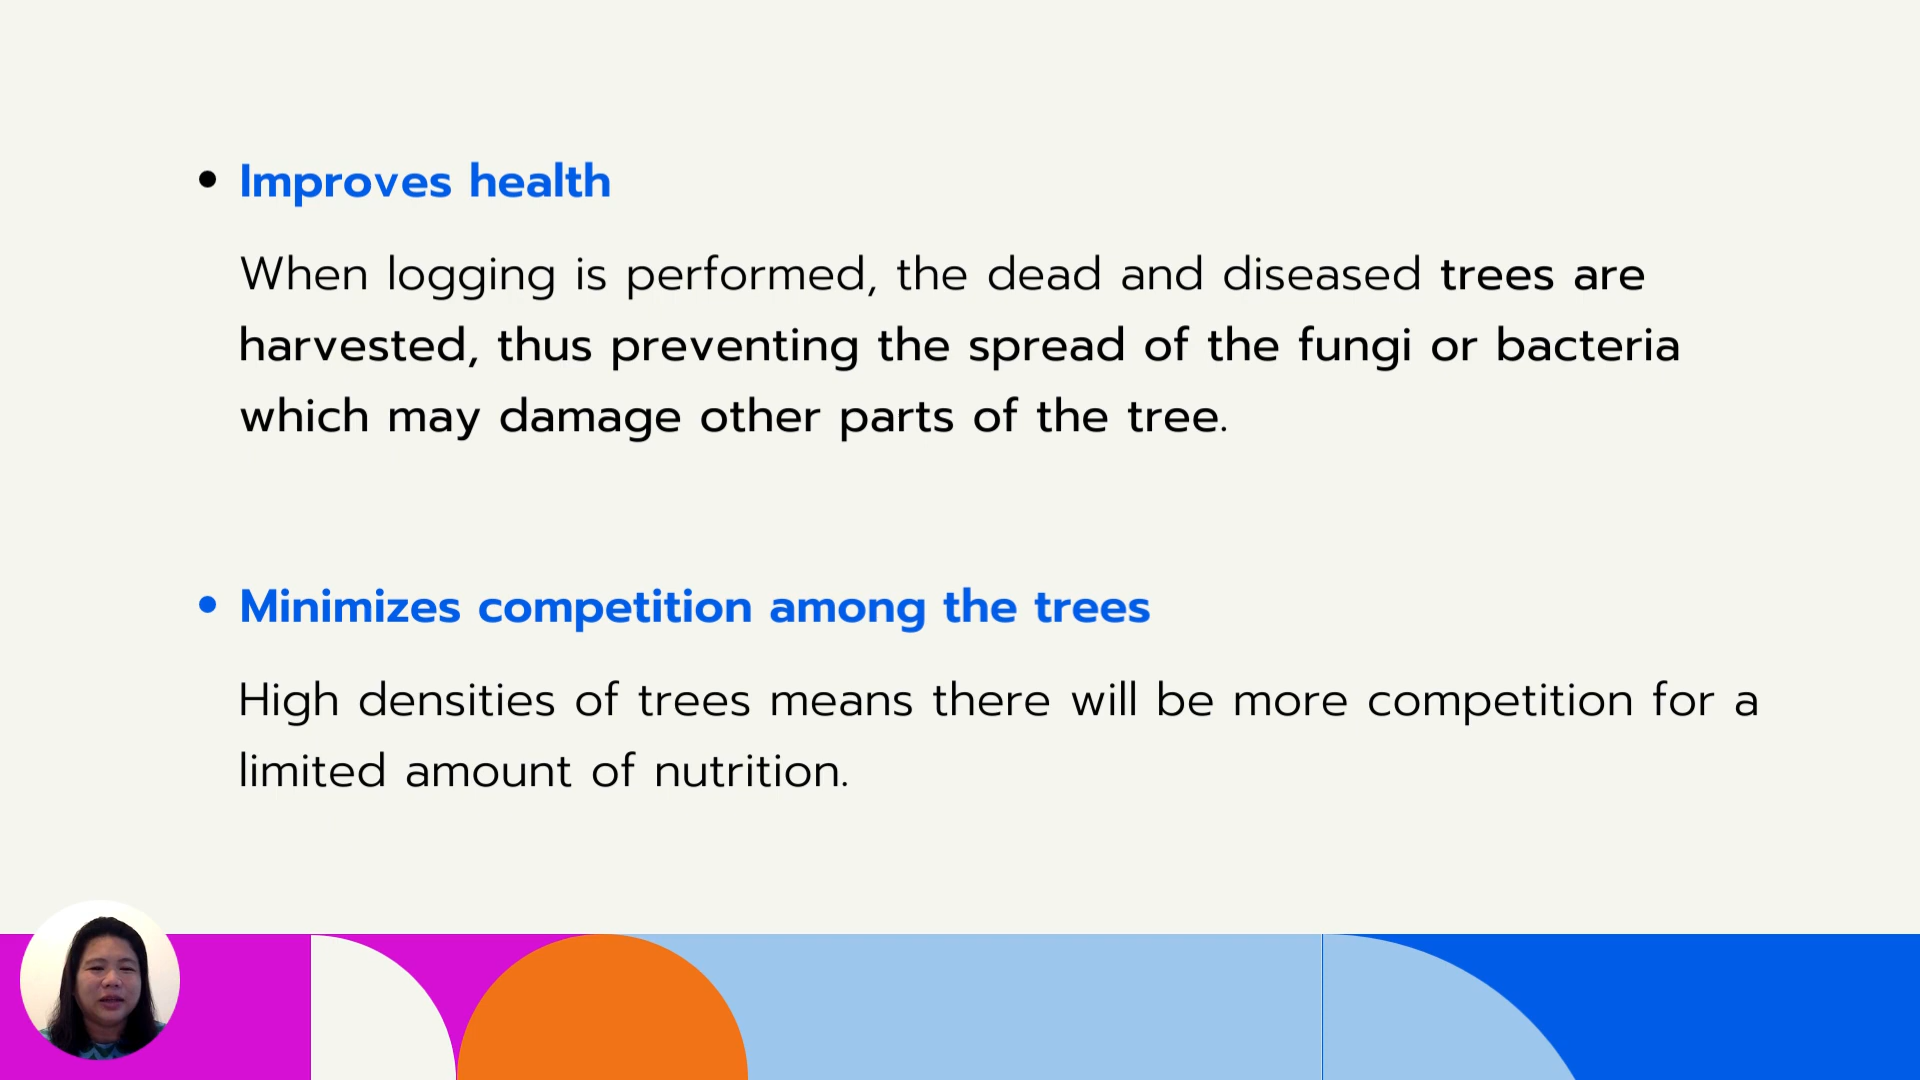 • Improves health
When logging is performed, the dead and diseased trees are
harvested, thus preventing the spread of the fungi or bacteria
which may damage other parts of the tree.
• Minimizes competition among the trees
High densities of trees means there will be more competition for a
limited amount of nutrition.